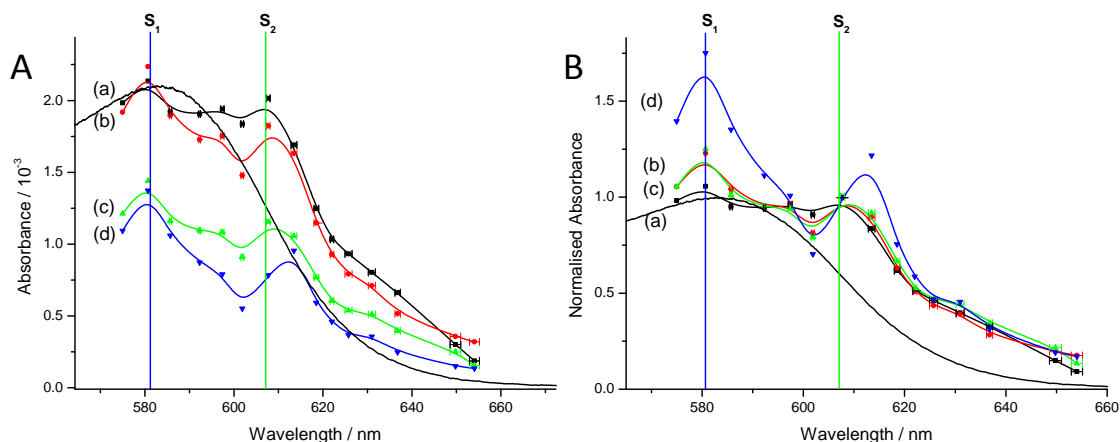 A
S₁
S₂
(a)
(b)
(c)
(d)
2.0
1.5
1.0
0.5
0.0
Absorbance / 10⁻³
580
600
620
640
660
Wavelength / nm
B
S₁
S₂
(d)
(b)
(c)
(a)
1.5
1.0
0.5
0.0
Normalised Absorbance
580
600
620
640
660
Wavelength / nm